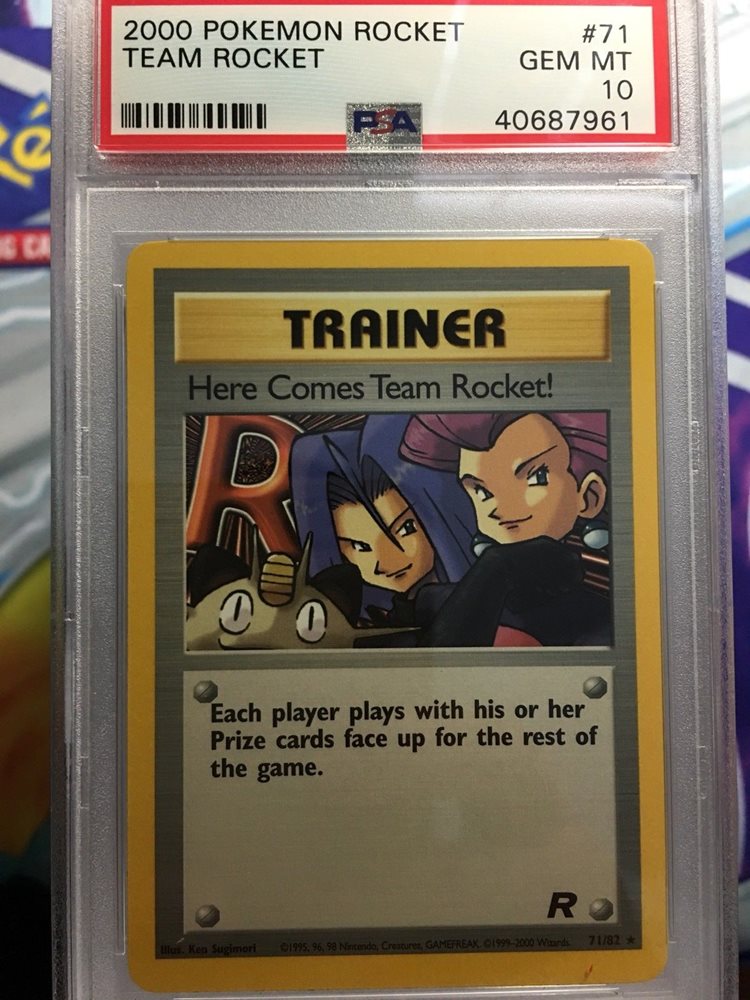 2000 POKEMON ROCKET #71
TEAM ROCKET GEM MT
10
PSA 40687961
é
G CA
TRAINER
Here Comes Team Rocket!
R
Each player plays with his or her
Prize cards face up for the rest of
the game.
R
Illus. Ken Sugimori ©1995, 96, 98 Nintendo, Creatures, GAMEFREAK. ©1999-2000 Wizards. 71/82 ★